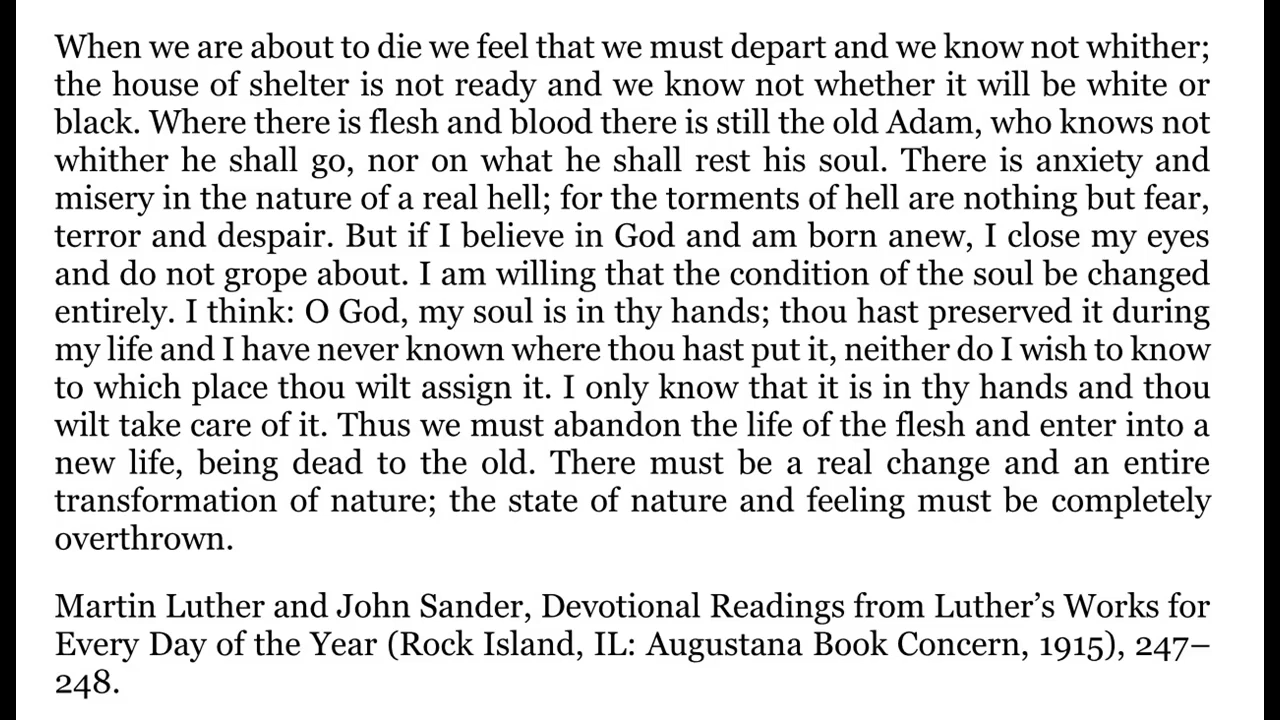 When we are about to die we feel that we must depart and we know not whither;
the house of shelter is not ready and we know not whether it will be white or
black. Where there is flesh and blood there is still the old Adam, who knows not
whither he shall go, nor on what he shall rest his soul. There is anxiety and
misery in the nature of a real hell; for the torments of hell are nothing but fear,
terror and despair. But if I believe in God and am born anew, I close my eyes
and do not grope about. I am willing that the condition of the soul be changed
entirely. I think: O God, my soul is in thy hands; thou hast preserved it during
my life and I have never known where thou hast put it, neither do I wish to know
to which place thou wilt assign it. I only know that it is in thy hands and thou
wilt take care of it. Thus we must abandon the life of the flesh and enter into a
new life, being dead to the old. There must be a real change and an entire
transformation of nature; the state of nature and feeling must be completely
overthrown.
Martin Luther and John Sander, Devotional Readings from Luther’s Works for
Every Day of the Year (Rock Island, IL: Augustana Book Concern, 1915), 247–
248.